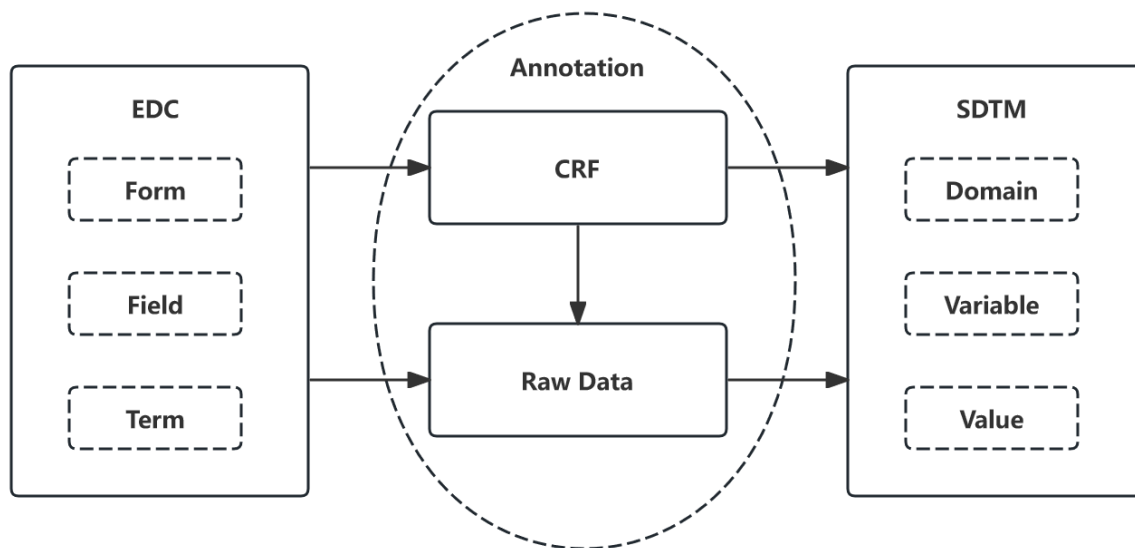 Annotation
EDC
Form
Field
Term
CRF
Raw Data
SDTM
Domain
Variable
Value